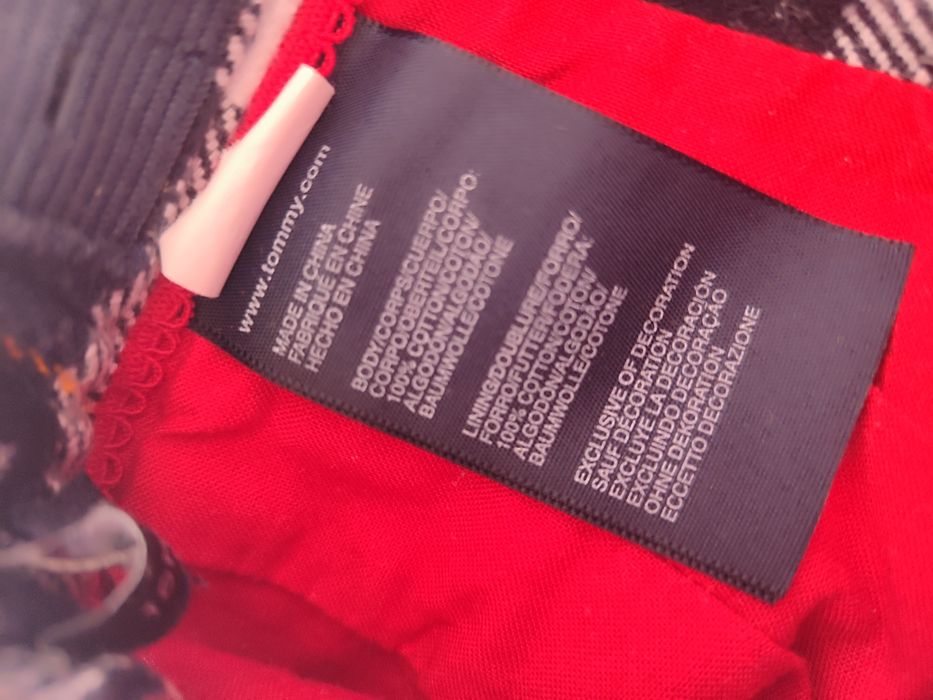 www.tommy.com
MADE IN CHINA
FABRIQUÉ EN CHINE
HECHO EN CHINA
BODY/CORPS/CUERPO/
CORPO/OBERTEIL/CORPO:
100% COTTON/COTON/
ALGODON/ALGODÃO/
BAUMWOLLE/COTONE
LINING/DOUBLURE/FORRO/
FORRO/FUTTER/FODERA:
100% COTTON/COTON/
ALGODON/ALGODÃO/
BAUMWOLLE/COTONE
EXCLUSIVE OF DECORATION
SAUF DECORATION
EXCLUYE LA DECORACIÓN
EXCLUINDO DECORAÇÃO
OHNE DEKORATION
ECCETTO DECORAZIONE